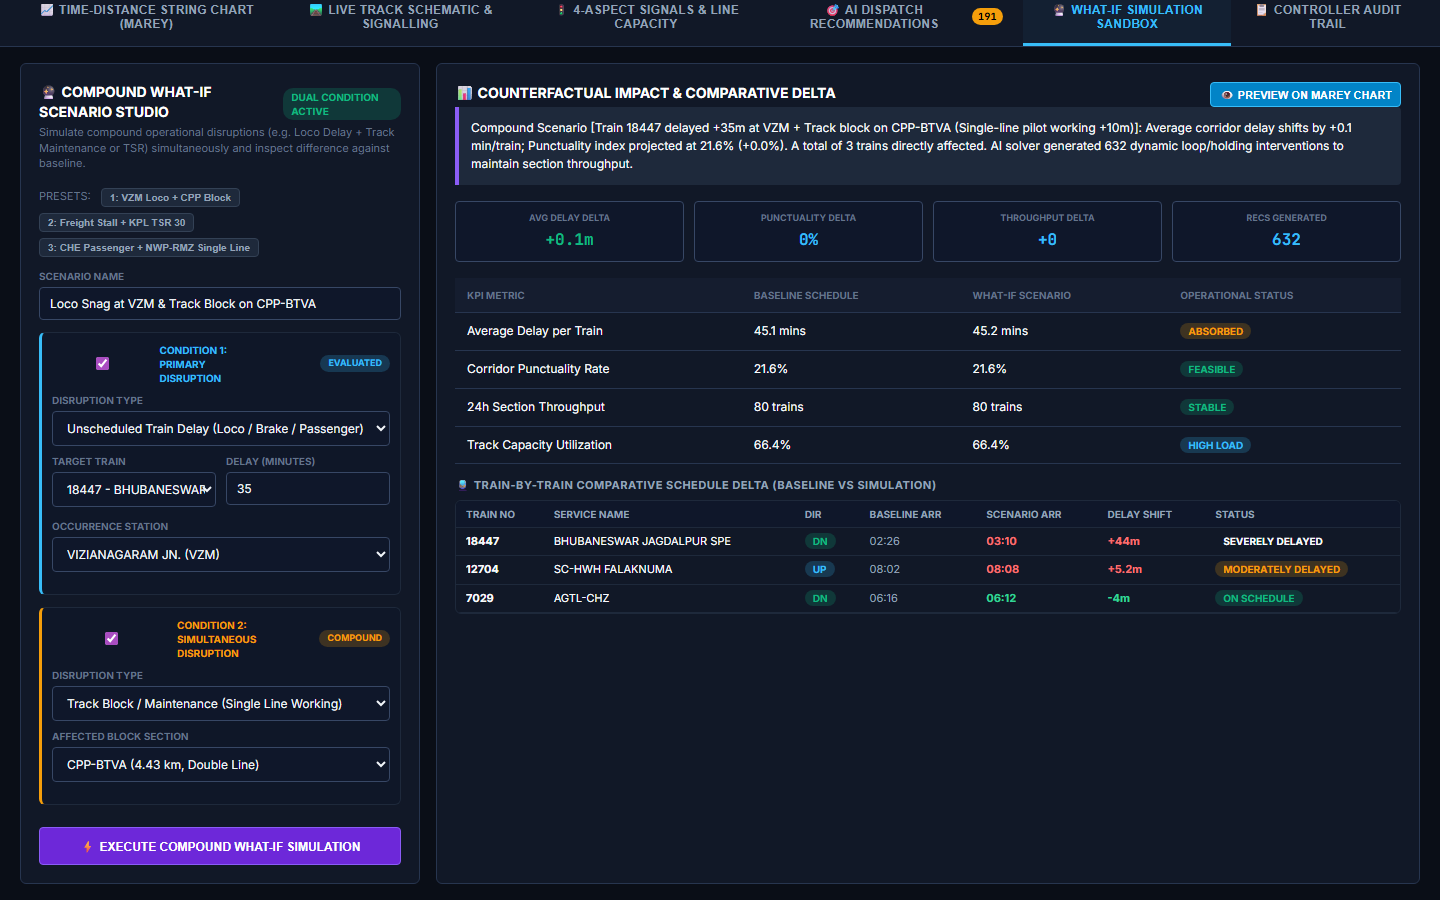 TIME-DISTANCE STRING CHART
(MAREY)
LIVE TRACK SCHEMATIC &
SIGNALLING
4-ASPECT SIGNALS & LINE
CAPACITY
AI DISPATCH
RECOMMENDATIONS
191
WHAT-IF SIMULATION
SANDBOX
CONTROLLER AUDIT
TRAIL
COMPOUND WHAT-IF
SCENARIO STUDIO
DUAL CONDITION
ACTIVE
Simulate compound operational disruptions (e.g. Loco Delay + Track
Maintenance or TSR) simultaneously and inspect difference against
baseline.
PRESETS: 1: VZM Loco + CPP Block
2: Freight Stall + KPL TSR 30
3: CHE Passenger + NWP-RMZ Single Line
SCENARIO NAME
Loco Snag at VZM & Track Block on CPP-BTVA
CONDITION 1:
PRIMARY
DISRUPTION
EVALUATED
DISRUPTION TYPE
Unscheduled Train Delay (Loco / Brake / Passenger)
TARGET TRAIN DELAY (MINUTES)
18447 - BHUBANESWAR 35
OCCURRENCE STATION
VIZIANAGARAM JN. (VZM)
CONDITION 2:
SIMULTANEOUS
DISRUPTION
COMPOUND
DISRUPTION TYPE
Track Block / Maintenance (Single Line Working)
AFFECTED BLOCK SECTION
CPP-BTVA (4.43 km, Double Line)
EXECUTE COMPOUND WHAT-IF SIMULATION
COUNTERFACTUAL IMPACT & COMPARATIVE DELTA
PREVIEW ON MAREY CHART
Compound Scenario [Train 18447 delayed +35m at VZM + Track block on CPP-BTVA (Single-line pilot working +10m)]: Average corridor delay shifts by +0.1
min/train; Punctuality index projected at 21.6% (+0.0%). A total of 3 trains directly affected. AI solver generated 632 dynamic loop/holding interventions to
maintain section throughput.
AVG DELAY DELTA
+0.1m
PUNCTUALITY DELTA
0%
THROUGHPUT DELTA
+0
RECS GENERATED
632
KPI METRIC BASELINE SCHEDULE WHAT-IF SCENARIO OPERATIONAL STATUS
Average Delay per Train 45.1 mins 45.2 mins ABSORBED
Corridor Punctuality Rate 21.6% 21.6% FEASIBLE
24h Section Throughput 80 trains 80 trains STABLE
Track Capacity Utilization 66.4% 66.4% HIGH LOAD
TRAIN-BY-TRAIN COMPARATIVE SCHEDULE DELTA (BASELINE VS SIMULATION)
TRAIN NO SERVICE NAME DIR BASELINE ARR SCENARIO ARR DELAY SHIFT STATUS
18447 BHUBANESWAR JAGDALPUR SPE DN 02:26 03:10 +44m SEVERELY DELAYED
12704 SC-HWH FALAKNUMA UP 08:02 08:08 +5.2m MODERATELY DELAYED
7029 AGTL-CHZ DN 06:16 06:12 -4m ON SCHEDULE